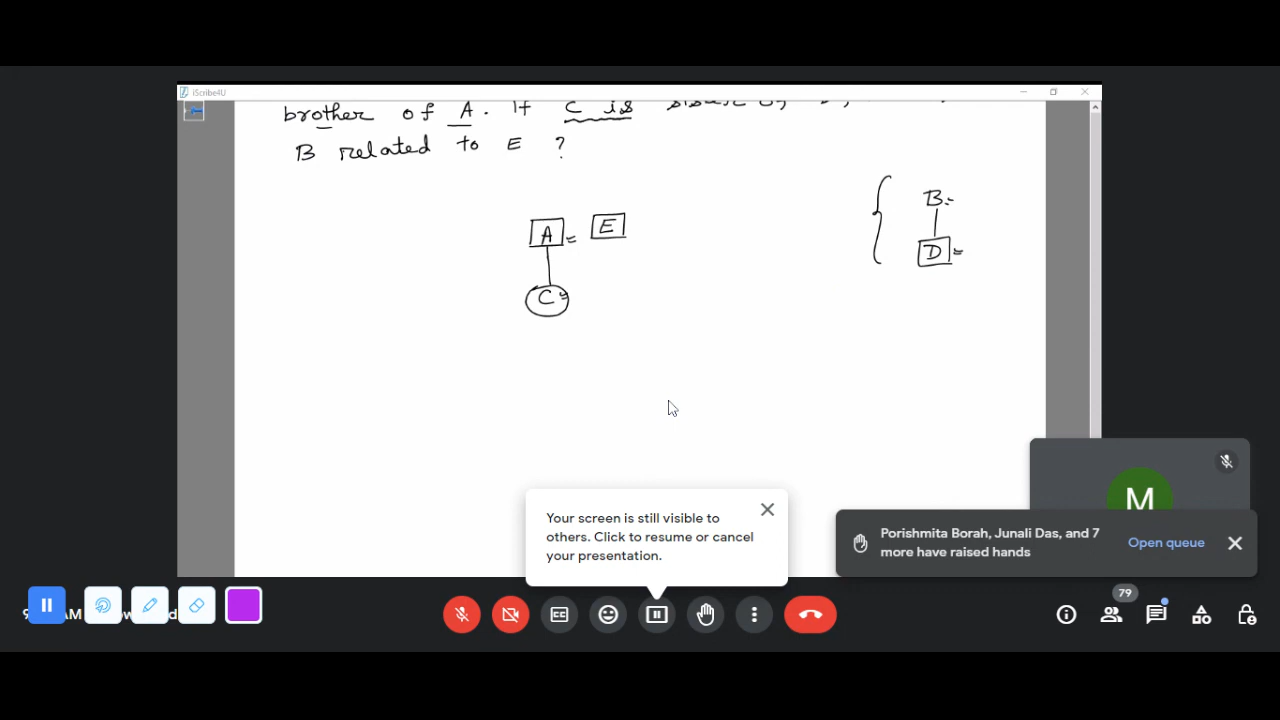 iScribe4U
brother of A. If C is
B related to E ?
A = E
B =
D =
C =
Your screen is still visible to
others. Click to resume or cancel
your presentation.
M
Porishmita Borah, Junali Das, and 7
more have raised hands
Open queue
79
AM